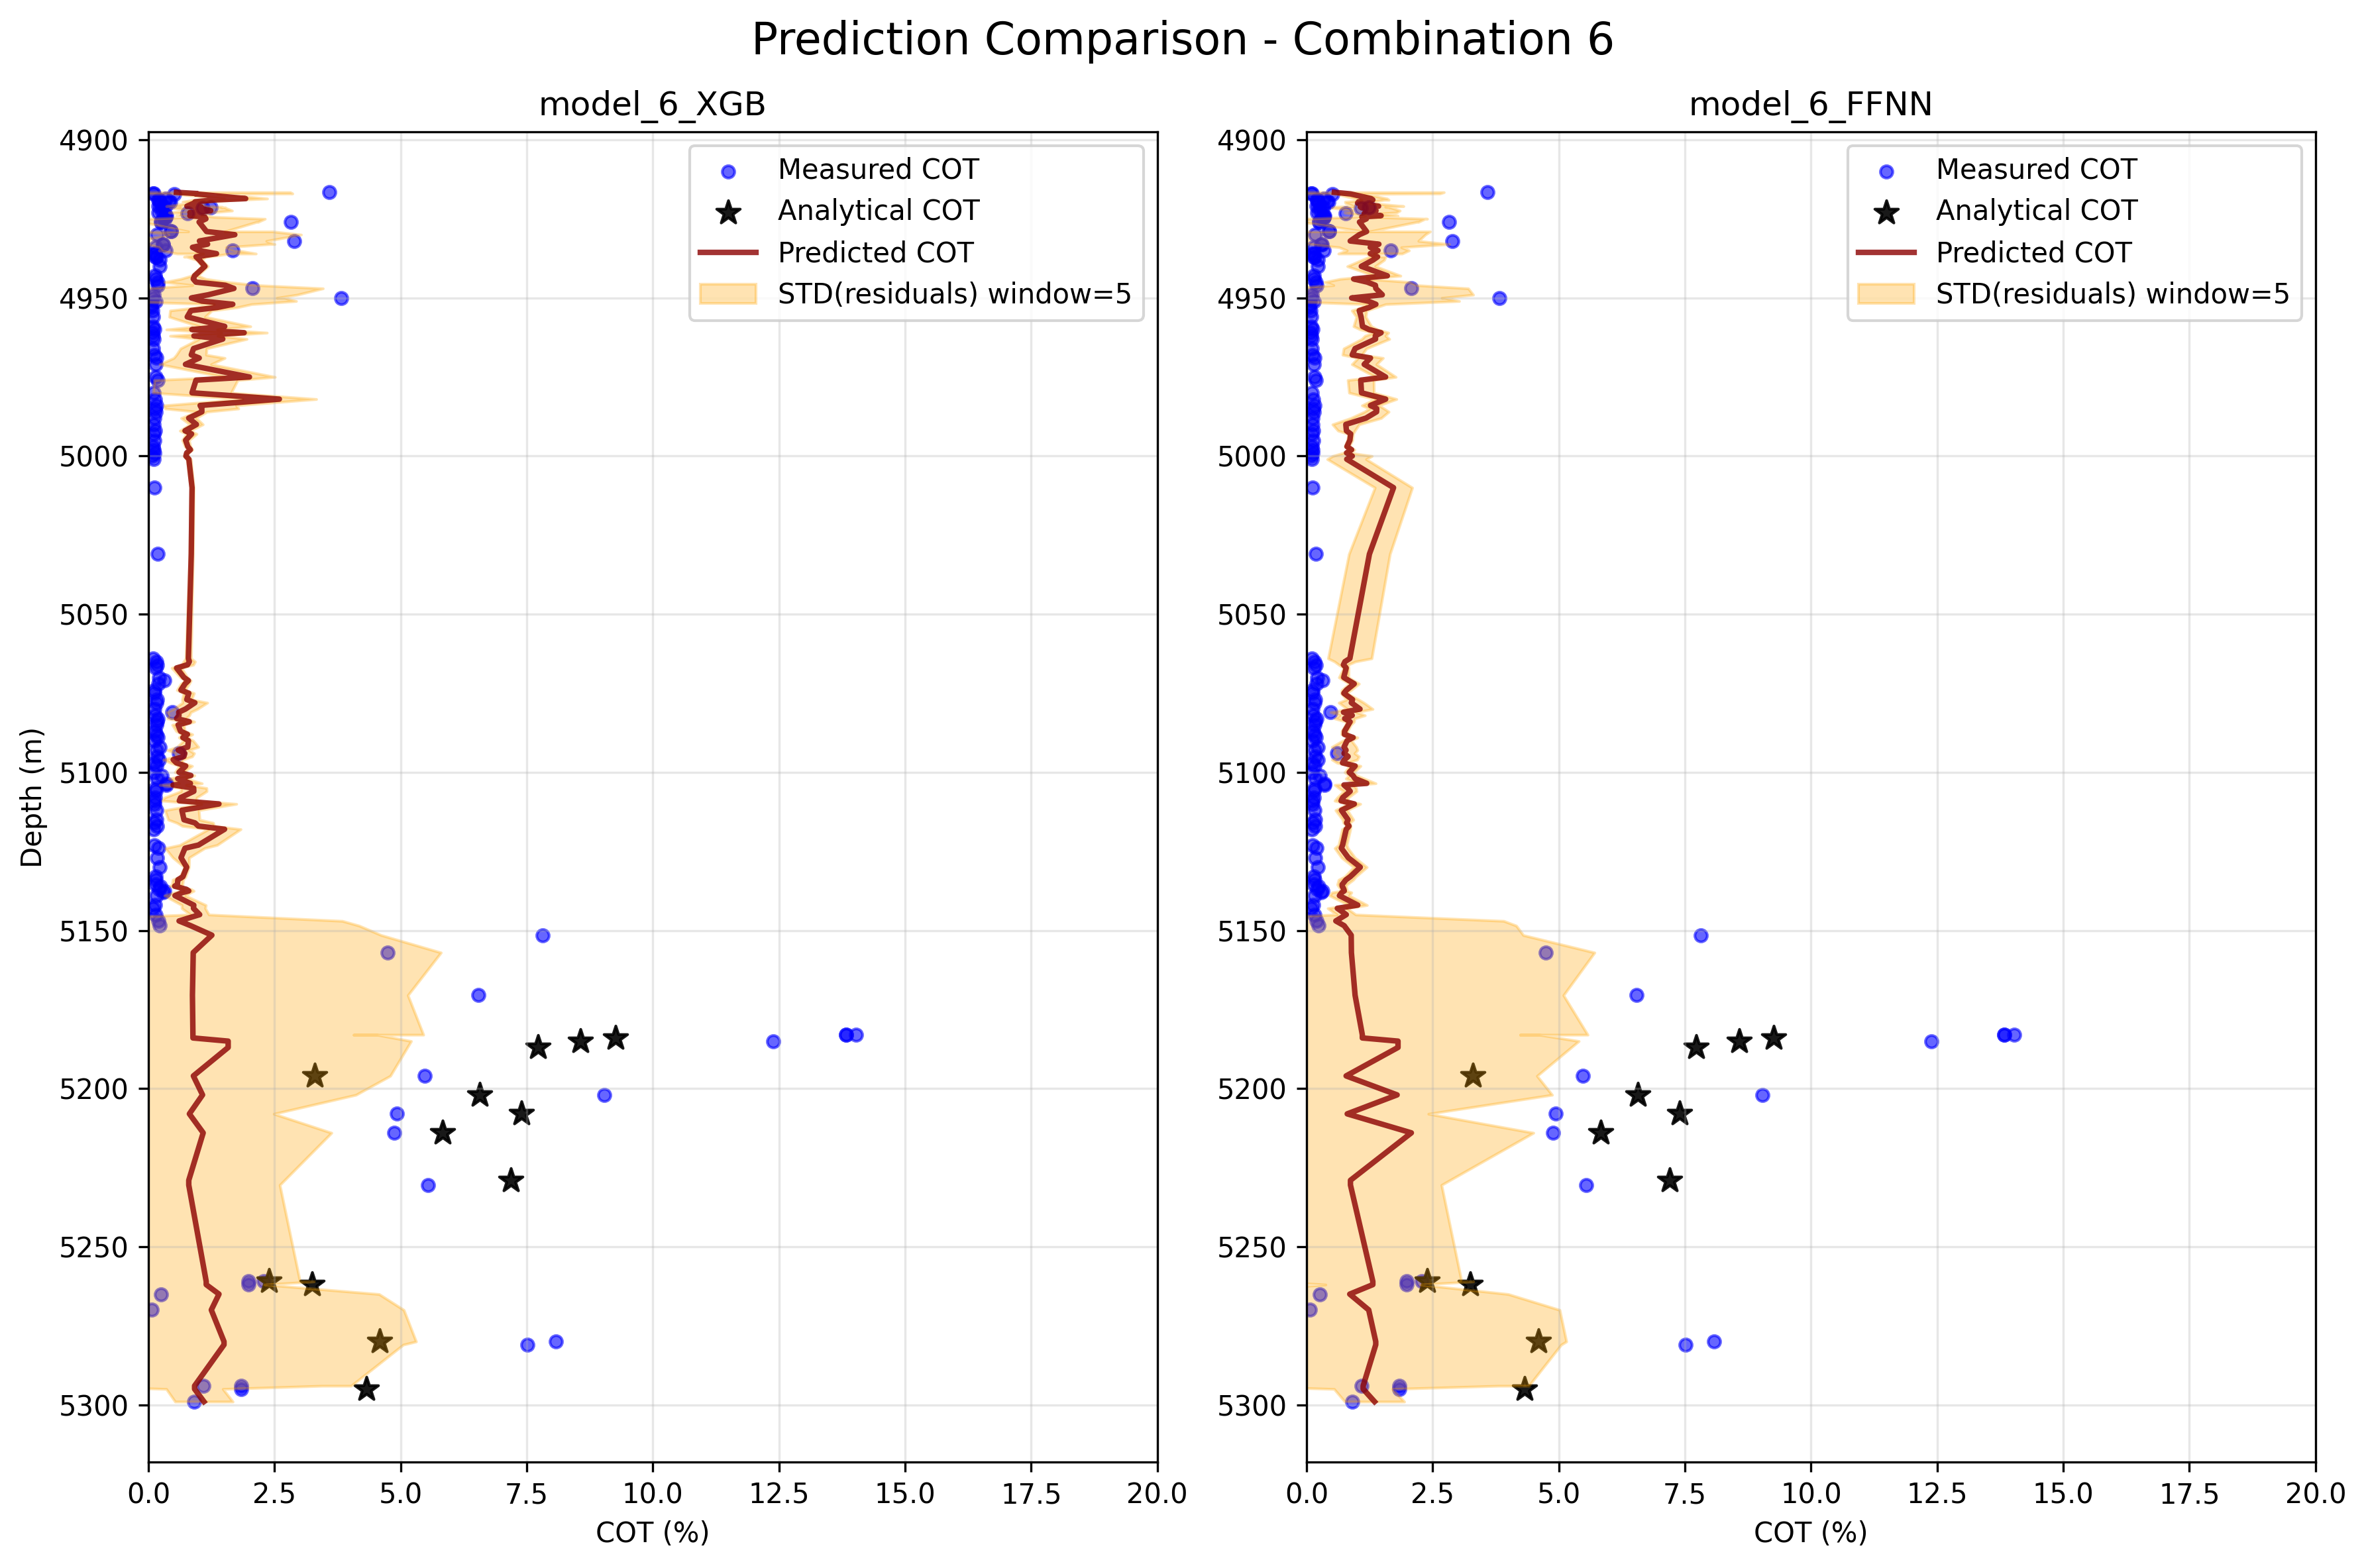 Prediction Comparison - Combination 6
model_6_XGB
Measured COT
Analytical COT
Predicted COT
STD(residuals) window=5
4900
4950
5000
5050
5100
5150
5200
5250
5300
Depth (m)
0.0 2.5 5.0 7.5 10.0 12.5 15.0 17.5 20.0
COT (%)
model_6_FFNN
Measured COT
Analytical COT
Predicted COT
STD(residuals) window=5
4900
4950
5000
5050
5100
5150
5200
5250
5300
0.0 2.5 5.0 7.5 10.0 12.5 15.0 17.5 20.0
COT (%)